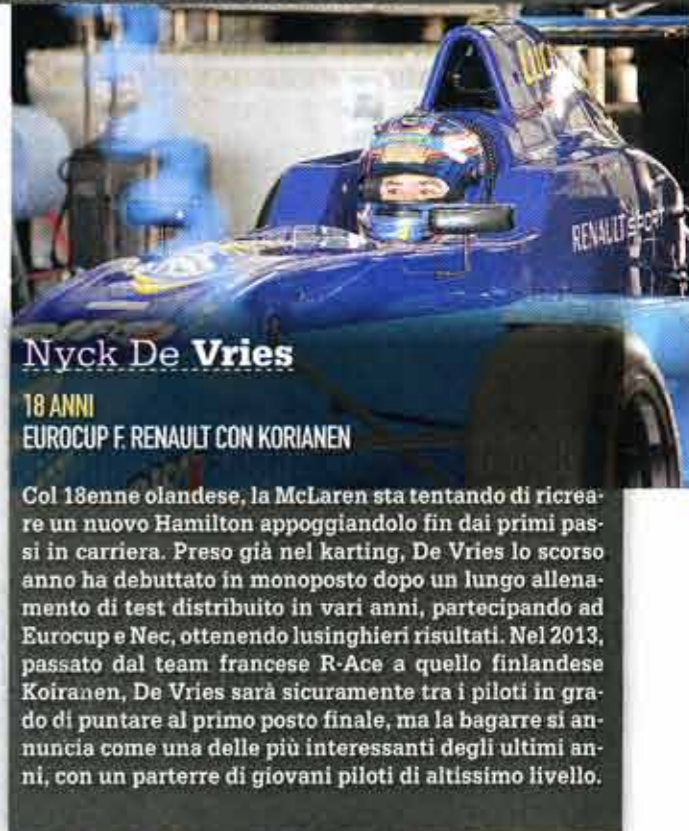 RENAULT SPORT
Nyck De Vries
18 ANNI
EUROCUP F. RENAULT CON KORIANEN
Col 18enne olandese, la McLaren sta tentando di ricrea-
re un nuovo Hamilton appoggiandolo fin dai primi pas-
si in carriera. Preso già nel karting, De Vries lo scorso
anno ha debuttato in monoposto dopo un lungo allena-
mento di test distribuito in vari anni, partecipando ad
Eurocup e Nec, ottenendo lusinghieri risultati. Nel 2013,
passato dal team francese R-Ace a quello finlandese
Koiranen, De Vries sarà sicuramente tra i piloti in gra-
do di puntare al primo posto finale, ma la bagarre si an-
nuncia come una delle più interessanti degli ultimi an-
ni, con un parterre di giovani piloti di altissimo livello.